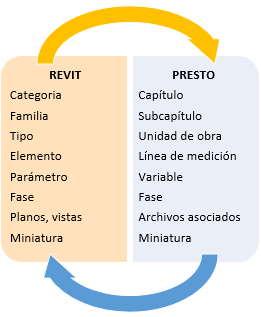 REVIT
Categoria
Familia
Tipo
Elemento
Parámetro
Fase
Planos, vistas
Miniatura
PRESTO
Capítulo
Subcapítulo
Unidad de obra
Línea de medición
Variable
Fase
Archivos asociados
Miniatura